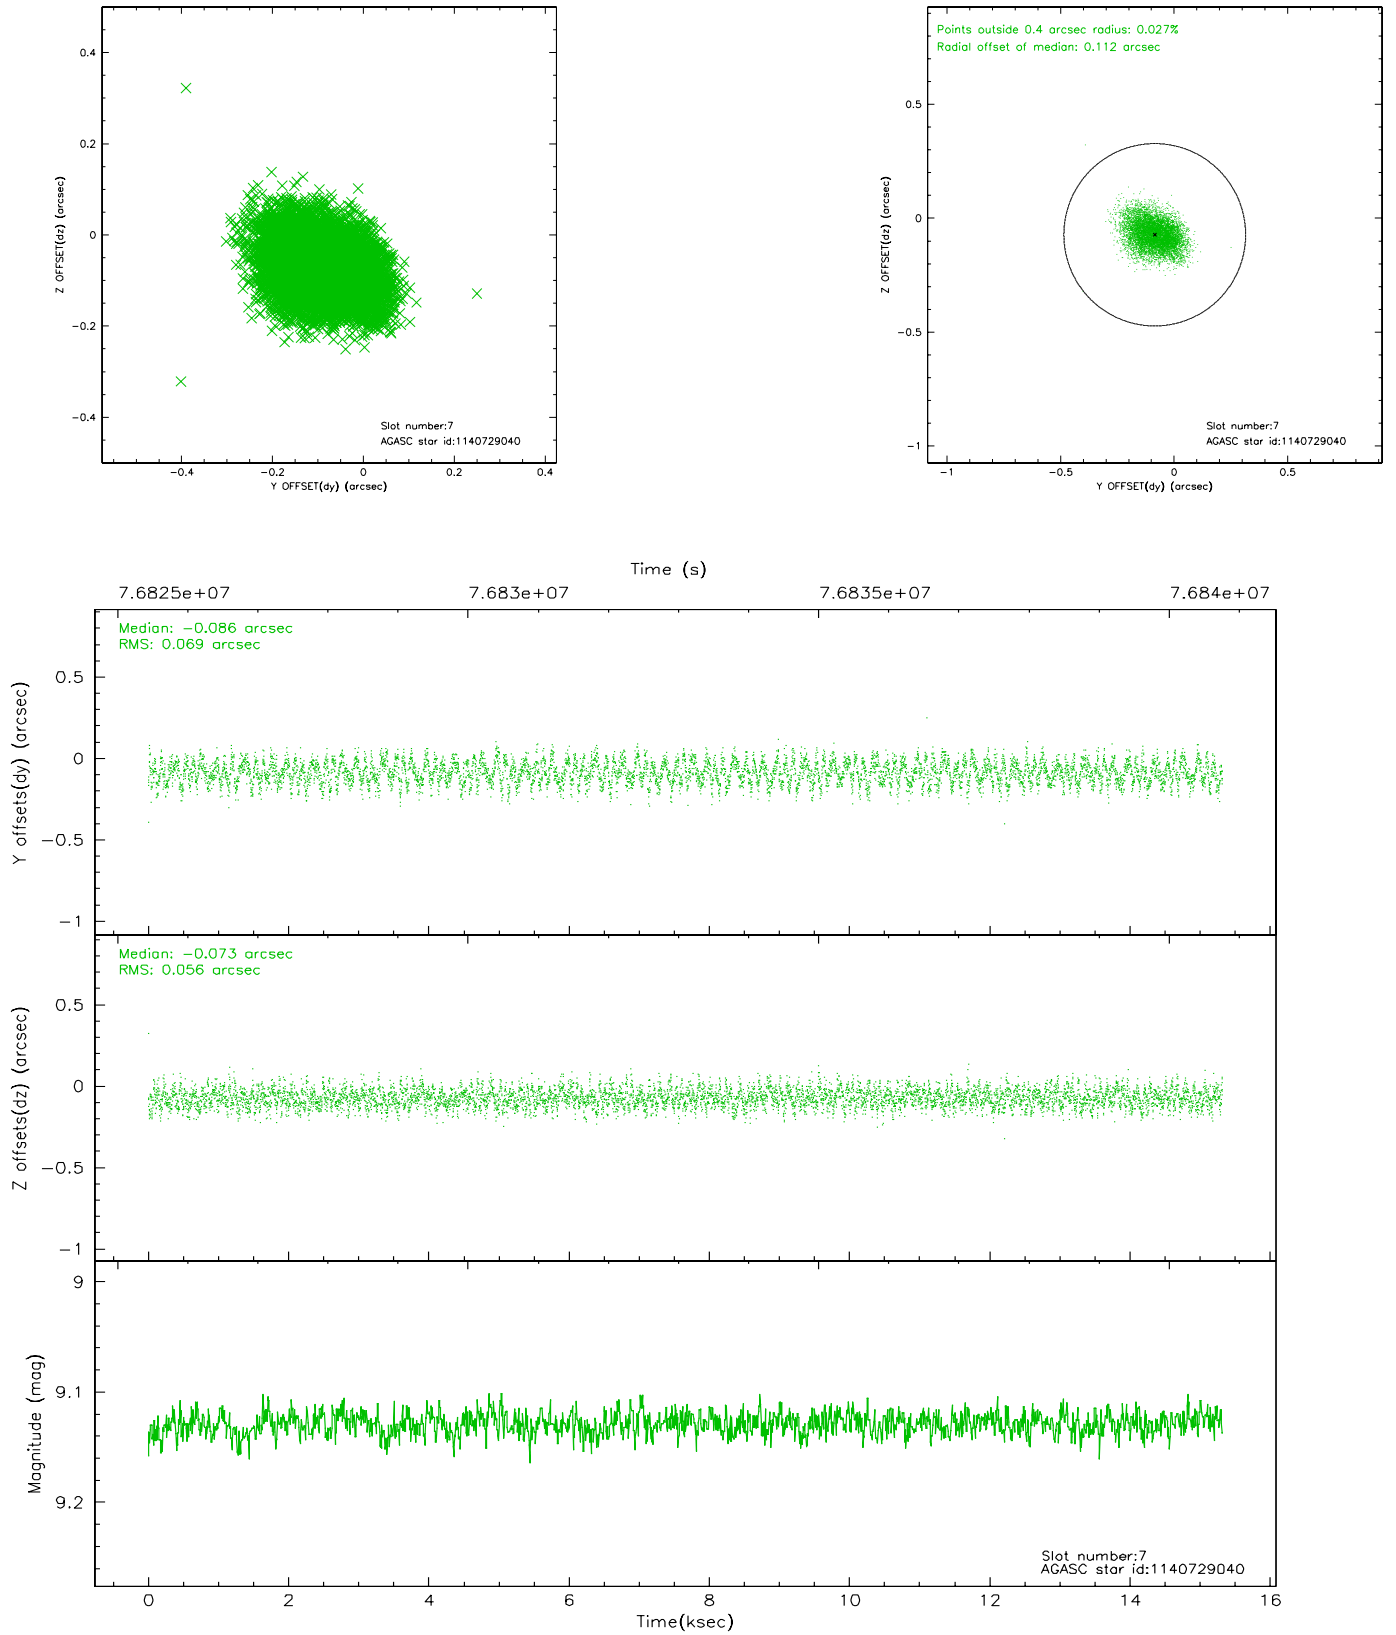 0.4
0.2
0
−0.2
−0.4
Z OFFSET(dz) (arcsec)
−0.4 −0.2 0 0.2 0.4
Y OFFSET(dy) (arcsec)
Slot number:7
AGASC star id:1140729040
Points outside 0.4 arcsec radius: 0.027%
Radial offset of median: 0.112 arcsec
0.5
0
−0.5
−1
Z OFFSET(dz) (arcsec)
−1 −0.5 0 0.5
Y OFFSET(dy) (arcsec)
Slot number:7
AGASC star id:1140729040
Time (s)
7.6825e+07 7.683e+07 7.6835e+07 7.684e+07
Median: −0.086 arcsec
RMS: 0.069 arcsec
0.5
0
−0.5
−1
Y offsets(dy) (arcsec)
Median: −0.073 arcsec
RMS: 0.056 arcsec
0.5
0
−0.5
−1
Z offsets(dz) (arcsec)
9
9.1
9.2
Magnitude (mag)
Slot number:7
AGASC star id:1140729040
0 2 4 6 8 10 12 14 16
Time(ksec)